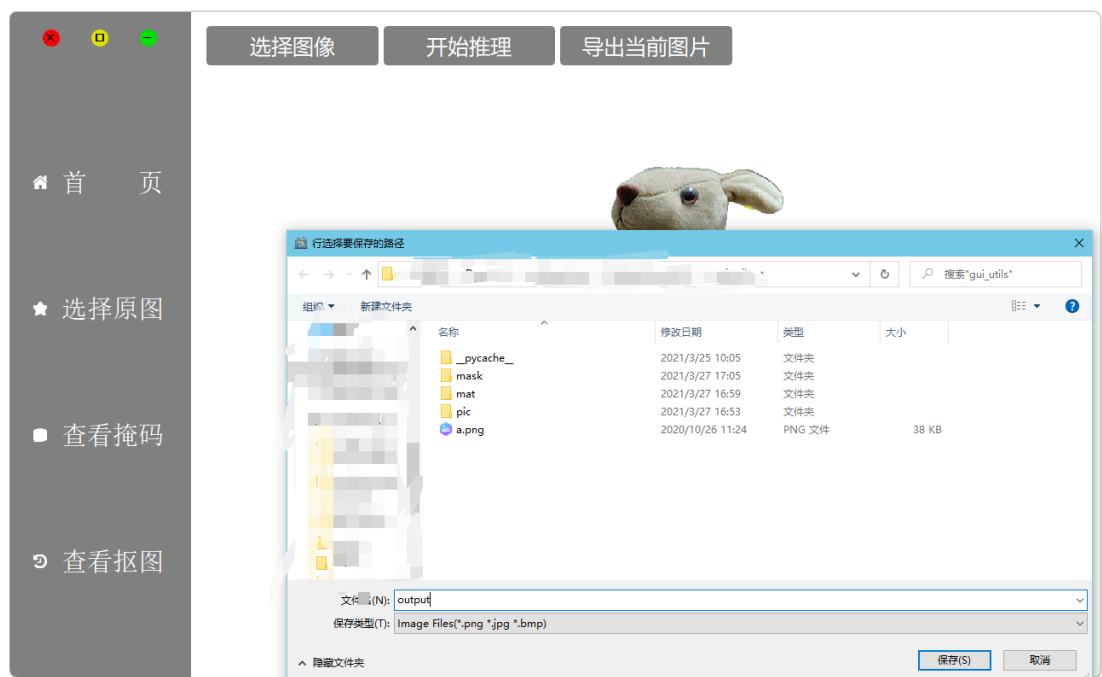 选择图像 开始推理 导出当前图片
首 页
选择原图
查看掩码
查看抠图
行选择要保存的路径
搜索"gui_utils"
组织 新建文件夹
名称 修改日期 类型 大小
__pycache__ 2021/3/25 10:05 文件夹
mask 2021/3/27 17:05 文件夹
mat 2021/3/27 16:59 文件夹
pic 2021/3/27 16:53 文件夹
a.png 2020/10/26 11:24 PNG 文件 38 KB
(N): output
保存类型(T): Image Files(*.png *.jpg *.bmp)
隐藏文件夹 保存(S) 取消